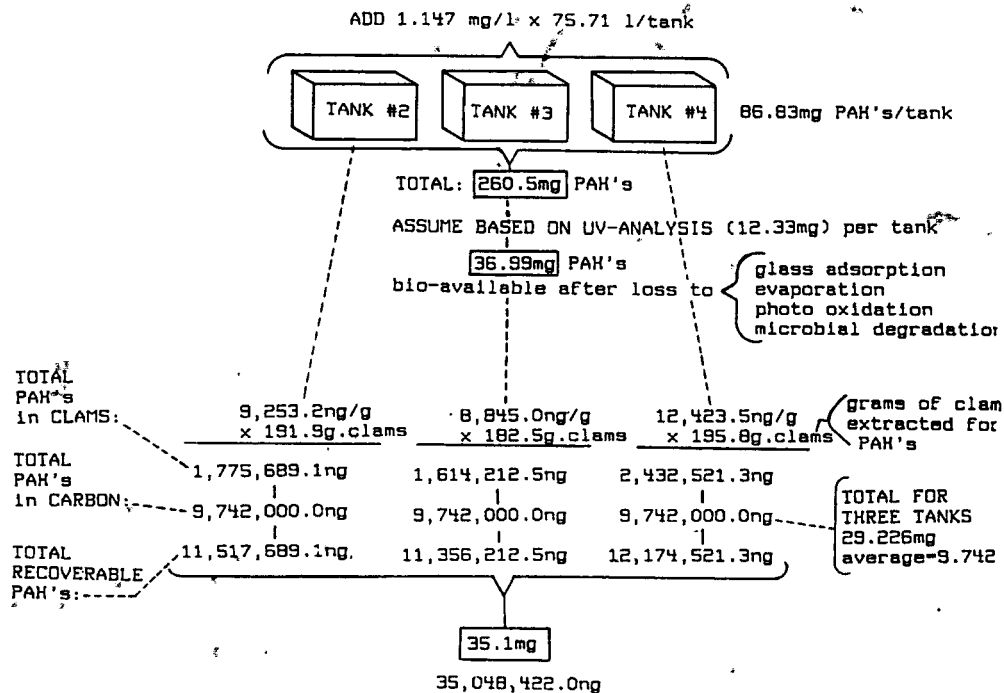 ADD 1.147 mg/l x 75.71 l/tank
TANK #2
TANK #3
TANK #4
86.83mg PAH's/tank
TOTAL: 260.5mg PAH's
ASSUME BASED ON UV-ANALYSIS (12.33mg) per tank
36.99mg PAH's
bio-available after loss to
glass adsorption
evaporation
photo oxidation
microbial degradation
TOTAL
PAH's
in CLAMS:
9,253.2ng/g
x 191.9g.clams
8,845.0ng/g
x 182.5g.clams
12,423.5ng/g
x 195.8g.clams
grams of clam
extracted for
PAH's
1,775,689.1ng
1,614,212.5ng
2,432,521.3ng
TOTAL
PAH's
in CARBON:
9,742,000.0ng
9,742,000.0ng
9,742,000.0ng
TOTAL FOR
THREE TANKS
29.226mg
average=9.742
TOTAL
RECOVERABLE
PAH's:
11,517,689.1ng
11,356,212.5ng
12,174,521.3ng
35.1mg
35,048,422.0ng